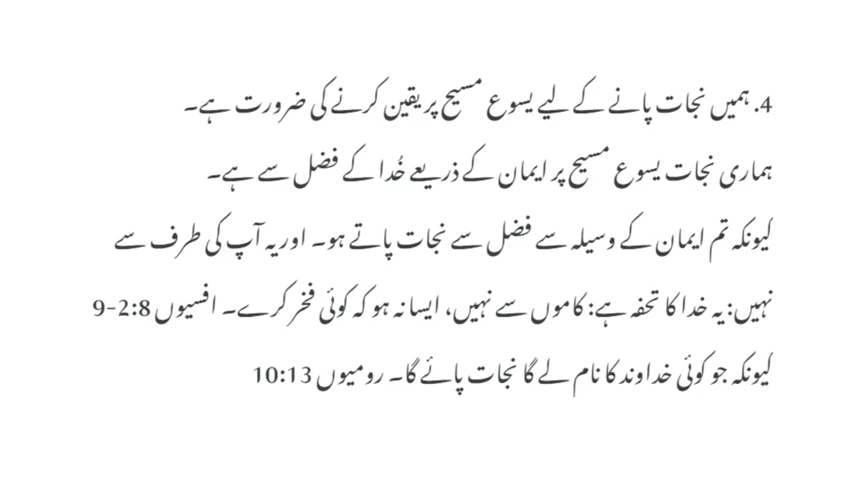 4. ہمیں نجات پانے کے لیے یسوع مسیح پر یقین کرنے کی ضرورت ہے۔
ہماری نجات یسوع مسیح پر ایمان کے ذریعے خُدا کے فضل سے ہے۔
کیونکہ تم ایمان کے وسیلہ سے فضل سے نجات پاتے ہو۔ اور یہ آپ کی طرف سے
نہیں: یہ خدا کا تحفہ ہے: کاموں سے نہیں، ایسا نہ ہو کہ کوئی فخر کرے۔ افسیوں 2:8-9
کیونکہ جو کوئی خداوند کا نام لے گا نجات پائے گا۔ رومیوں 10:13